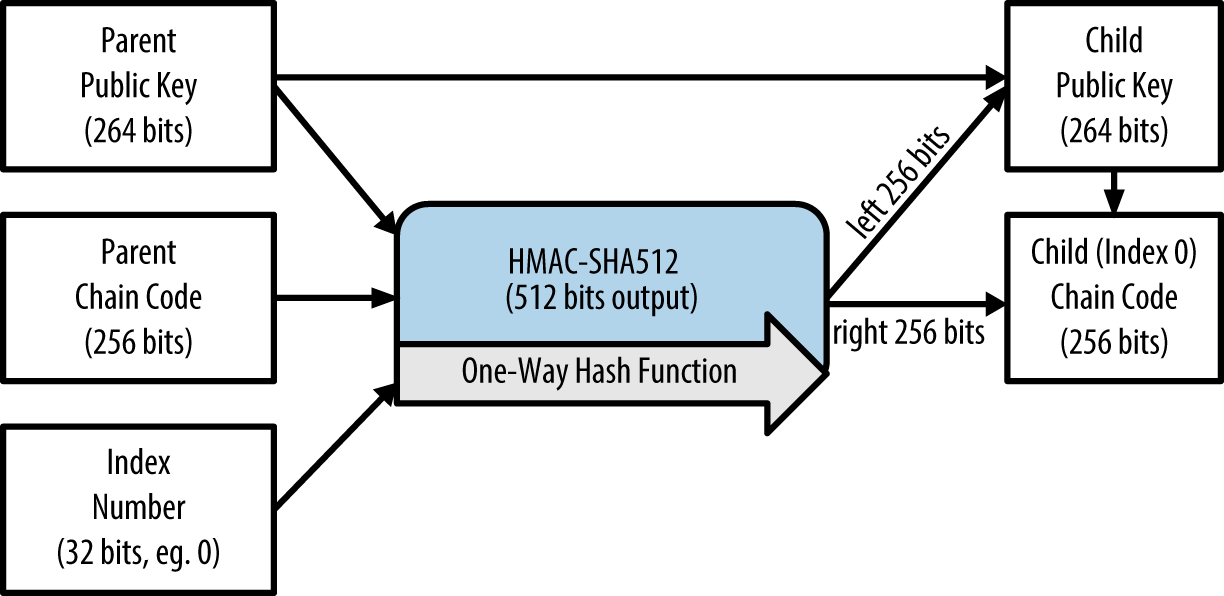 Parent
Public Key
(264 bits)
Parent
Chain Code
(256 bits)
Index
Number
(32 bits, eg. 0)
HMAC-SHA512
(512 bits output)
One-Way Hash Function
left 256 bits
right 256 bits
Child
Public Key
(264 bits)
Child (Index 0)
Chain Code
(256 bits)